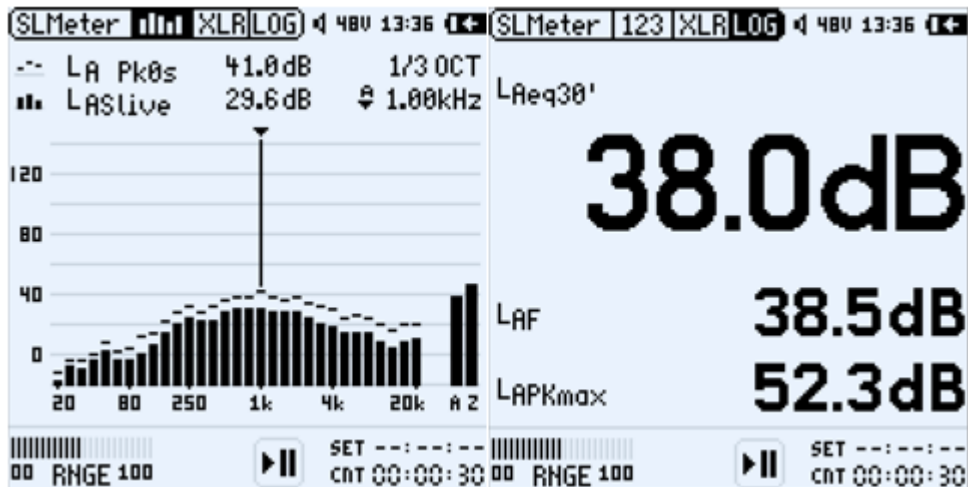 SLMeter XLR LOG 48V 13:36
LA Pk0s 41.0dB 1/3 OCT
LASlive 29.6dB A 1.00kHz
120
80
40
0
20 80 250 1k 4k 20k A Z
SET --:--:--
00 RNGE 100 CNT 00:00:30
SLMeter 123 XLR LOG 48V 13:36
LAeq30'
38.0dB
LAF 38.5dB
LAPKmax 52.3dB
SET --:--:--
00 RNGE 100 CNT 00:00:30